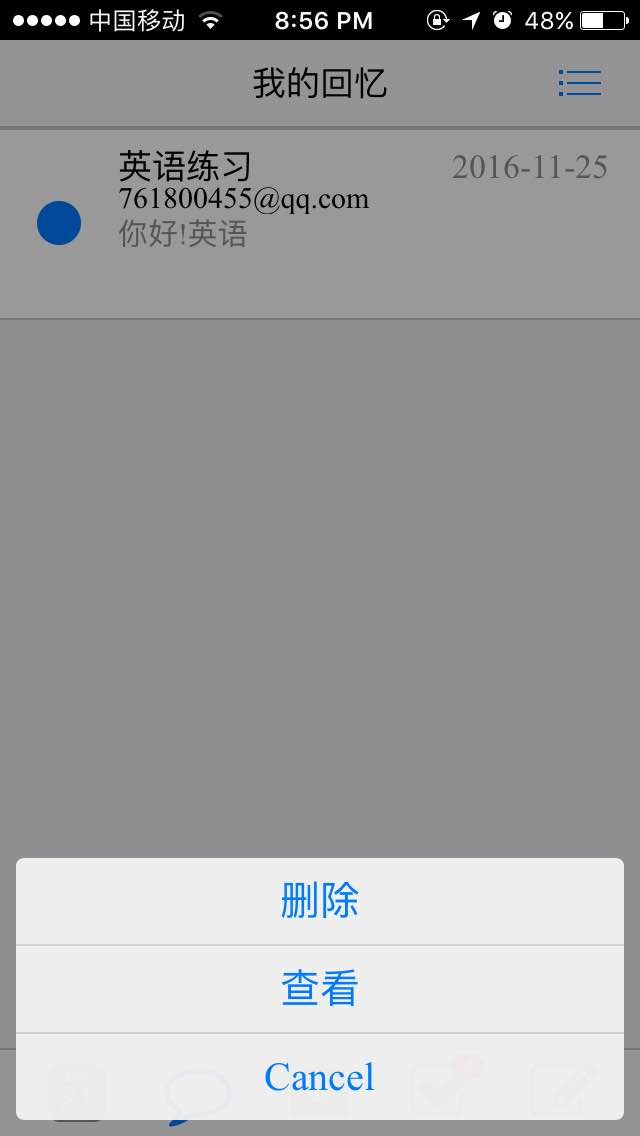 中国移动 8:56 PM 48%
我的回忆
英语练习 2016-11-25
761800455@qq.com
你好!英语
删除
查看
Cancel